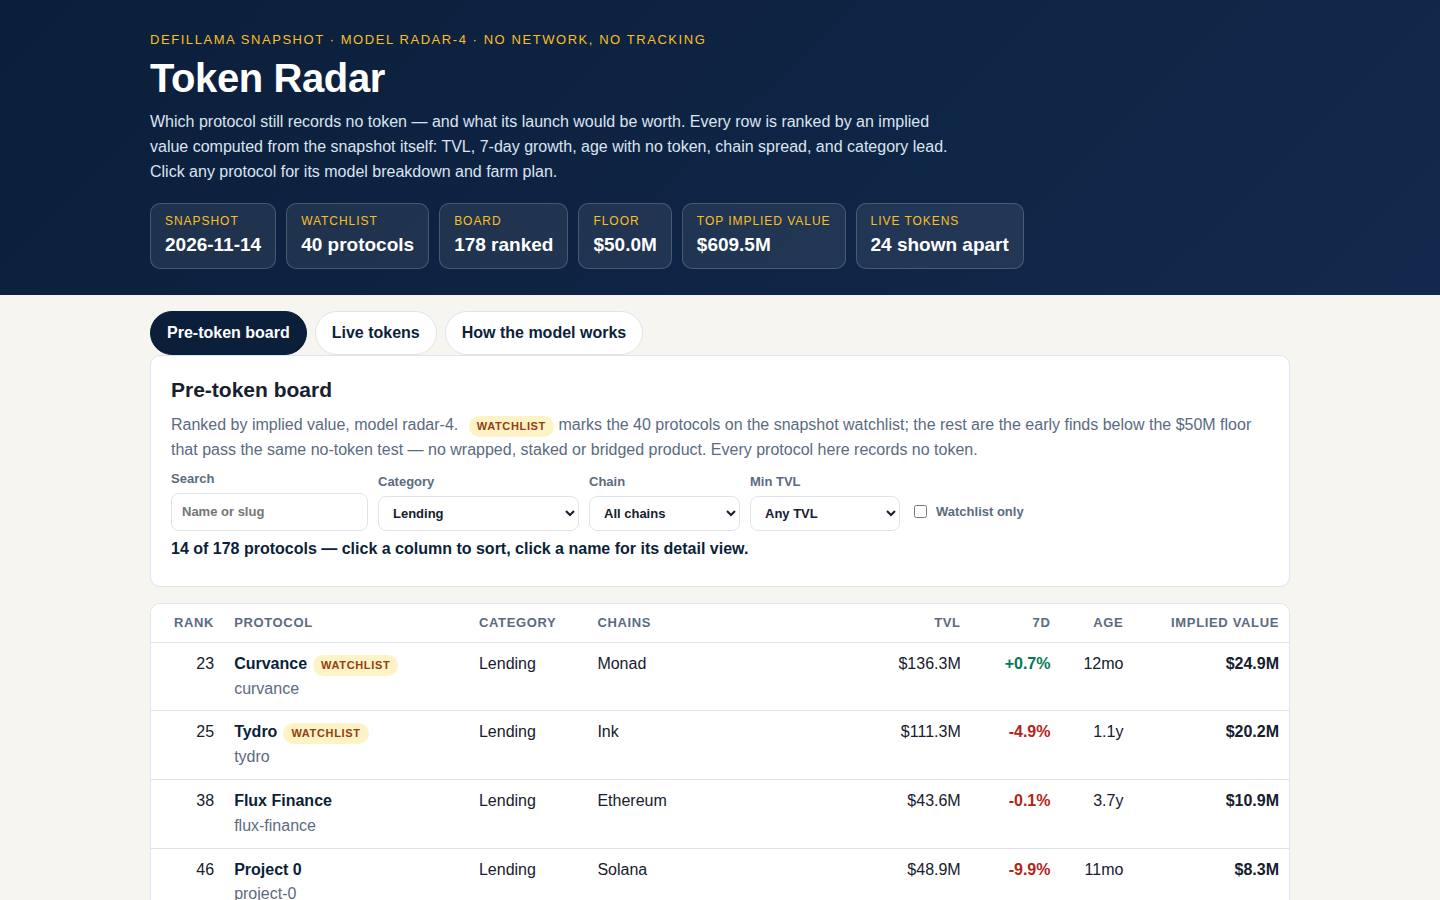 DEFILLAMA SNAPSHOT · MODEL RADAR-4 · NO NETWORK, NO TRACKING
Token Radar
Which protocol still records no token — and what its launch would be worth. Every row is ranked by an implied
value computed from the snapshot itself: TVL, 7-day growth, age with no token, chain spread, and category lead.
Click any protocol for its model breakdown and farm plan.
SNAPSHOT WATCHLIST BOARD FLOOR TOP IMPLIED VALUE LIVE TOKENS
2026-11-14 40 protocols 178 ranked $50.0M $609.5M 24 shown apart
Pre-token board Live tokens How the model works
Pre-token board
Ranked by implied value, model radar-4. WATCHLIST marks the 40 protocols on the snapshot watchlist; the rest are the early finds below the $50M floor
that pass the same no-token test — no wrapped, staked or bridged product. Every protocol here records no token.
Search Category Chain Min TVL
Name or slug Lending All chains Any TVL Watchlist only
14 of 178 protocols — click a column to sort, click a name for its detail view.
RANK PROTOCOL CATEGORY CHAINS TVL 7D AGE IMPLIED VALUE
23 Curvance WATCHLIST Lending Monad $136.3M +0.7% 12mo $24.9M
curvance
25 Tydro WATCHLIST Lending Ink $111.3M -4.9% 1.1y $20.2M
tydro
38 Flux Finance Lending Ethereum $43.6M -0.1% 3.7y $10.9M
flux-finance
46 Project 0 Lending Solana $48.9M -9.9% 11mo $8.3M
project-0